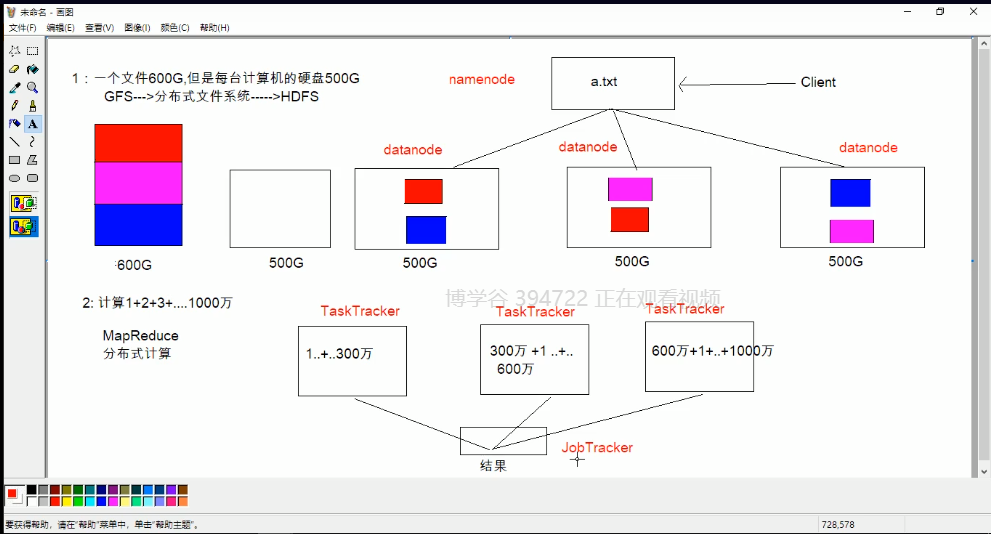 未命名 - 画图
文件(F) 编辑(E) 查看(V) 图像(I) 颜色(C) 帮助(H)
1：一个文件600G,但是每台计算机的硬盘500G
GFS--->分布式文件系统----->HDFS
namenode
a.txt
Client
datanode
datanode
datanode
600G
500G
500G
500G
500G
2: 计算1+2+3+....1000万
MapReduce
分布式计算
博学谷 394722 正在观看视频
TaskTracker
TaskTracker
TaskTracker
1..+..300万
300万 +1 ..+..
600万
600万+1+..+1000万
JobTracker
结果
A
要获得帮助，请在"帮助"菜单中，单击"帮助主题"。
728,578